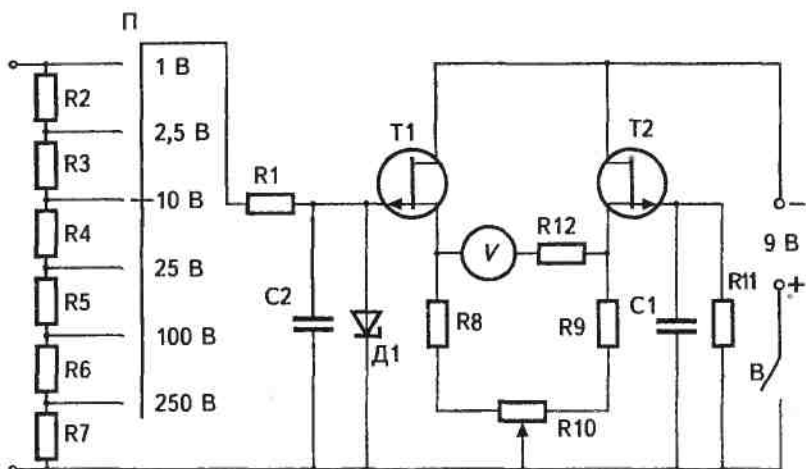 П
1 В
R2
2,5 В
T1
T2
R3
R1
10 В
R12
−
R4
V
9 В
25 В
+
C2
R11
R5
R8
R9
C1
100 В
Д1
В
R6
250 В
R10
R7